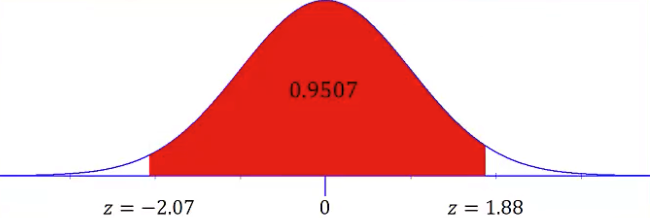 0.9507
z = −2.07 0 z = 1.88